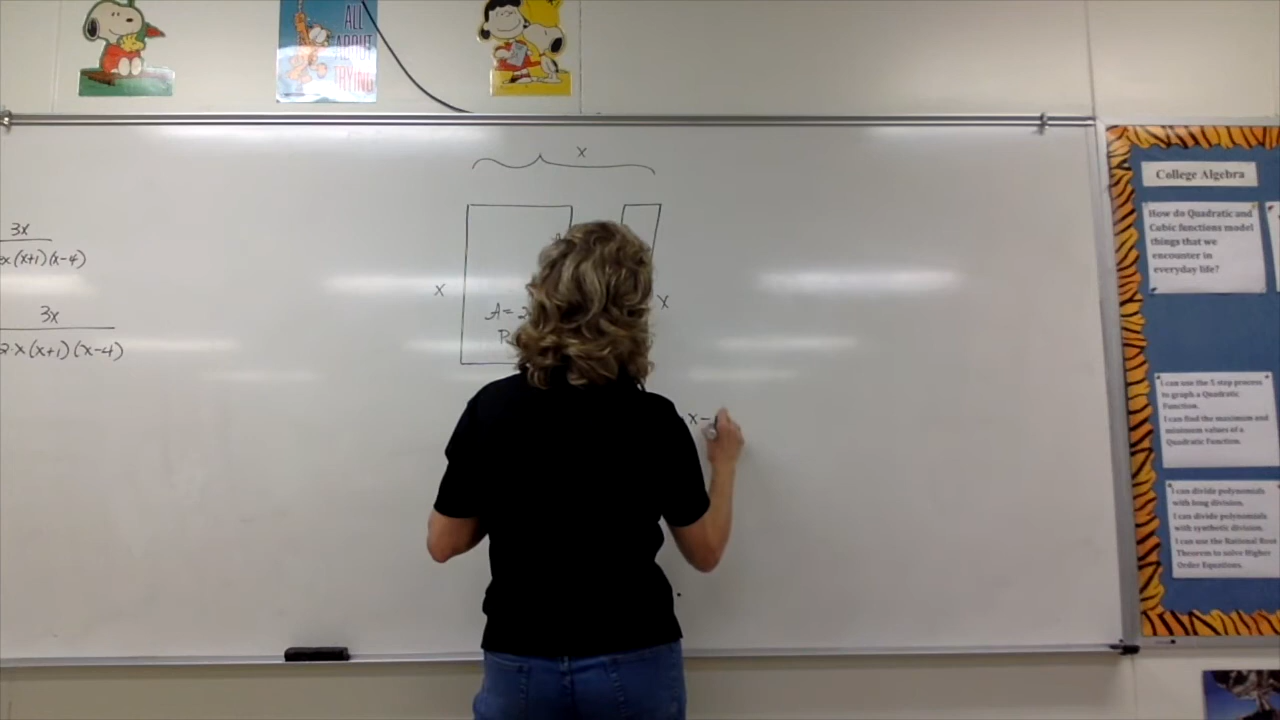 ALL
ABOUT
TRYING
x
3x
x(x+1)(x-4)
3x
2·x(x+1)(x-4)
x
x
A = 2
x-
College Algebra
How do Quadratic and
Cubic functions model
things that we
encounter in
everyday life?
I can use the 5 step process
to graph a Quadratic
Function.
I can find the maximum and
minimum values of a
Quadratic Function.
I can divide polynomials
with long division.
I can divide polynomials
with synthetic division.
I can use the Rational Root
Theorem to solve Higher
Order Equations.